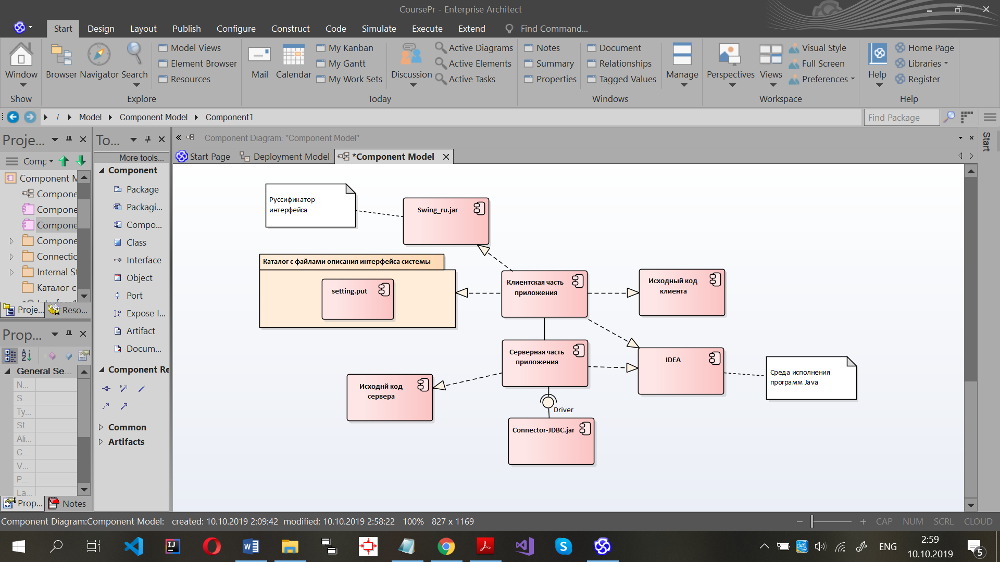 CoursePr - Enterprise Architect
Start Design Layout Publish Configure Construct Code Simulate Execute Extend Find Command...
Window
Show
Browser Navigator Search
Model Views
Element Browser
Resources
Explore
Mail Calendar
My Kanban
My Gantt
My Work Sets
Discussion
Active Diagrams
Active Elements
Active Tasks
Today
Notes
Summary
Properties
Document
Relationships
Tagged Values
Windows
Manage
Perspectives Views
Visual Style
Full Screen
Preferences
Workspace
Help
Home Page
Libraries
Register
Help
/ Model Component Model Component1
Find Package
Proje...
Comp
Component M
Compone
Compone
Compone
Compone
Connectio
Internal St
Каталог с
Interface1
Proje... Reso...
Prop...
General Se...
N...
S...
Ty...
St...
Ali...
C...
V...
P...
La...
Prop... Notes
To...
More tools...
Component
Package
Packagi...
Compo...
Class
Interface
Object
Port
Expose I...
Artifact
Docum...
Component Re
Common
Artifacts
Component Diagram: "Component Model"
Start Page Deployment Model *Component Model
Start
Руссификатор
интерфейса
Swing_ru.jar
Каталог с файлами описания интерфейса системы
setting.put
Клиентская часть
приложения
Исходный код
клиента
Серверная часть
приложения
IDEA
Среда исполнения
программ Java
Исходнй код
сервера
Driver
Connector-JDBC.jar
Component Diagram:Component Model: created: 10.10.2019 2:09:42 modified: 10.10.2019 2:58:22 100% 827 x 1169
CAP NUM SCRL CLOUD
ENG
2:59
10.10.2019
5